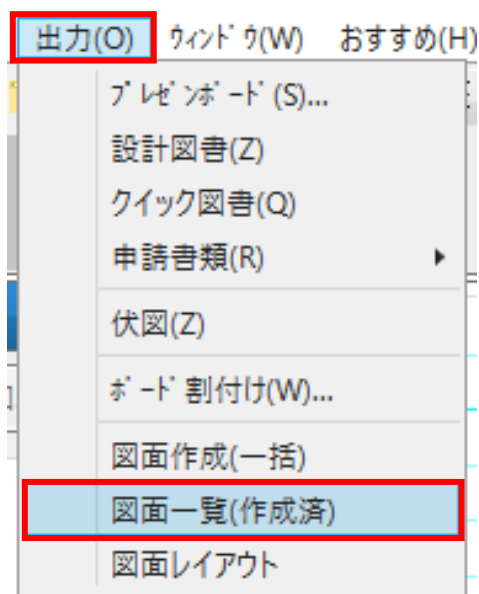 出力(O) ｳｨﾝﾄﾞｳ(W) おすすめ(H)
ﾌﾟﾚｾﾞﾝﾎﾞｰﾄﾞ(S)...
設計図書(Z)
クイック図書(Q)
申請書類(R)
伏図(Z)
ﾎﾞｰﾄﾞ割付け(W)...
図面作成(一括)
図面一覧(作成済)
図面レイアウト